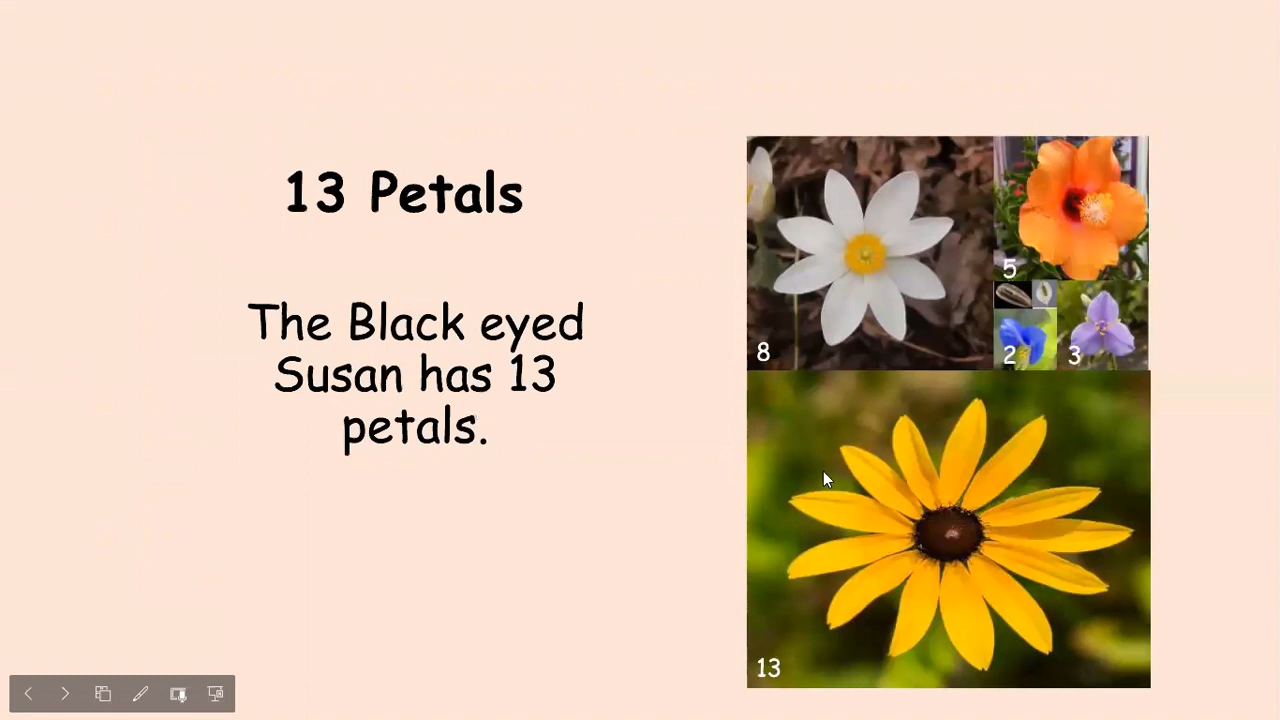 13 Petals
The Black eyed
Susan has 13
petals.
8
5
2
3
13